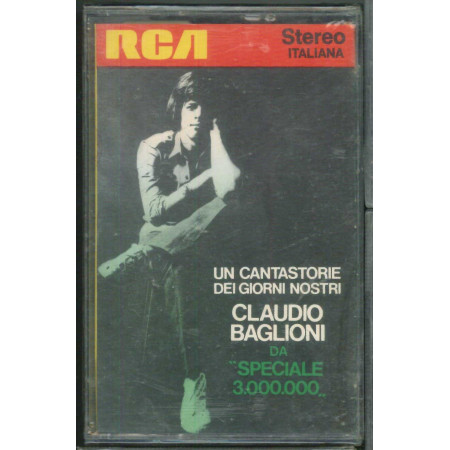 RCA
Stereo
ITALIANA
UN CANTASTORIE
DEI GIORNI NOSTRI
CLAUDIO
BAGLIONI
DA
"SPECIALE
3.000.000"